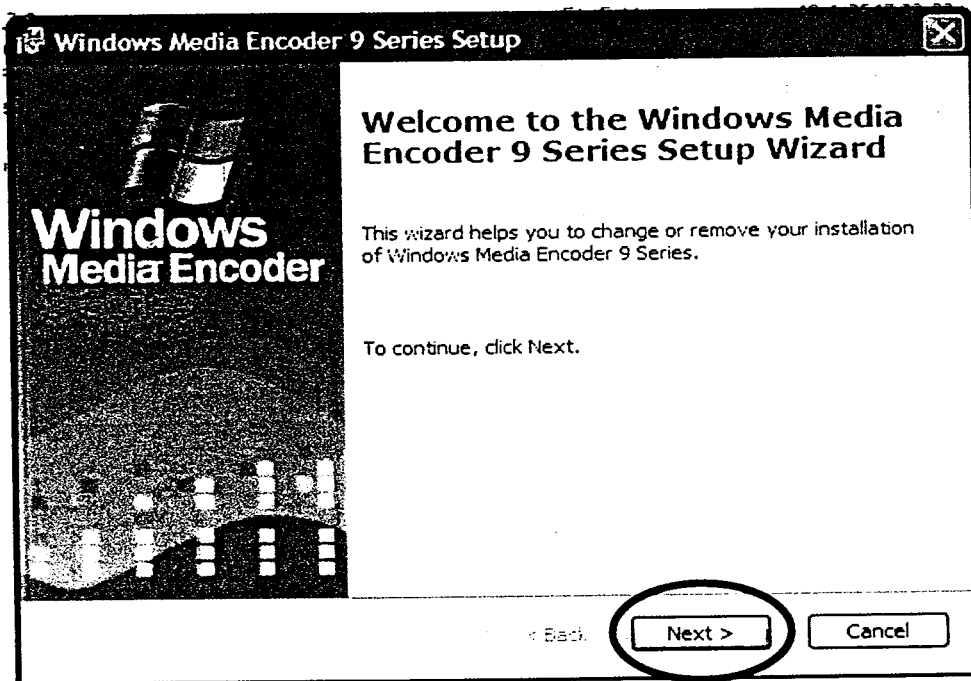 Windows Media Encoder 9 Series Setup
Windows
Media Encoder
Welcome to the Windows Media
Encoder 9 Series Setup Wizard
This wizard helps you to change or remove your installation
of Windows Media Encoder 9 Series.
To continue, click Next.
< Back
Next >
Cancel